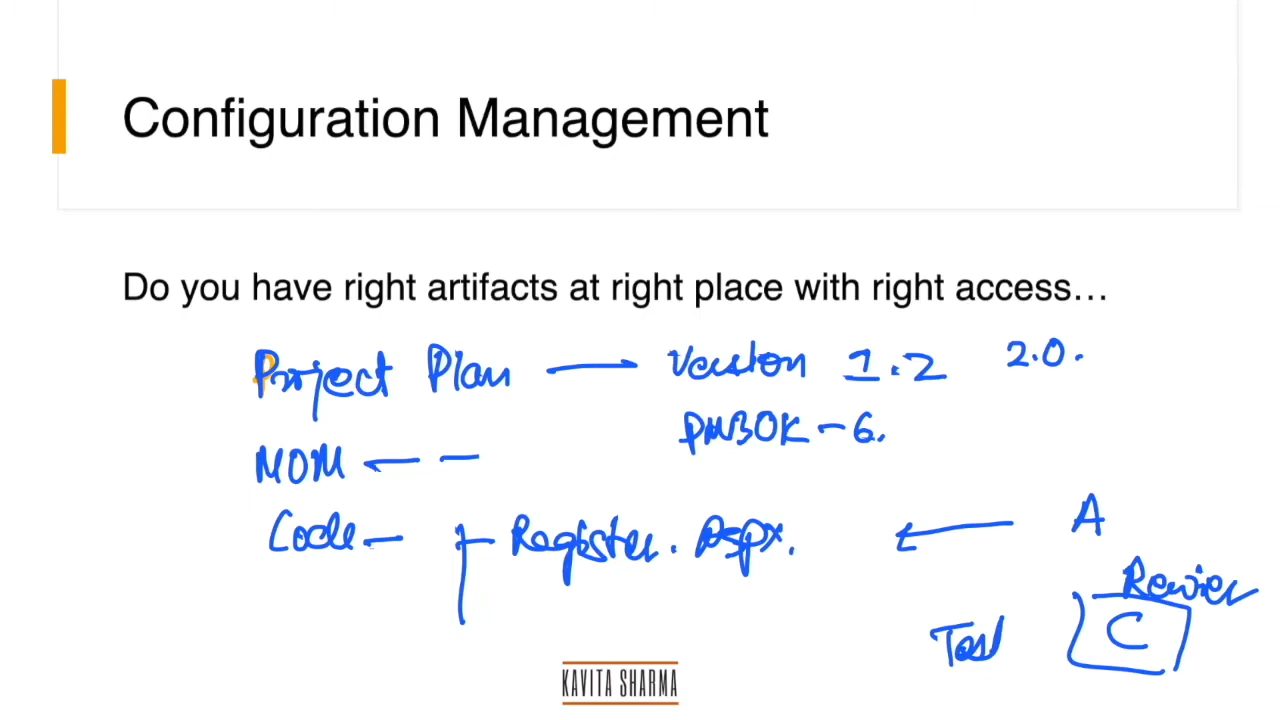 Configuration Management
Do you have right artifacts at right place with right access…
Project Plan — Version 1.2 2.0.
PMBOK - 6.
MOM — —
Code — Register. Aspx. ← A
Review
Test C
KAVITA SHARMA